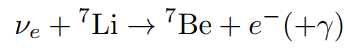 νₑ + ⁷Li → ⁷Be + e⁻(+γ)